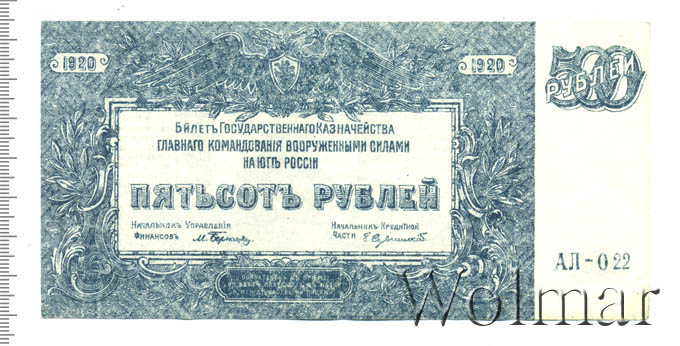 1920
1920
500
РУБЛЕЙ
БИЛЕТЪ ГОСУДАРСТВЕННАГО КАЗНАЧЕЙСТВА
ГЛАВНАГО КОМАНДОВАНІЯ ВООРУЖЕННЫМИ СИЛАМИ
НА ЮГѢ РОССІИ
ПЯТЬСОТЪ РУБЛЕЙ
НАЧАЛЬНИКЪ УПРАВЛЕНІЯ
ФИНАНСОВЪ
НАЧАЛЬНИКЪ КРЕДИТНОЙ
ЧАСТИ
АЛ-022
Wolmar